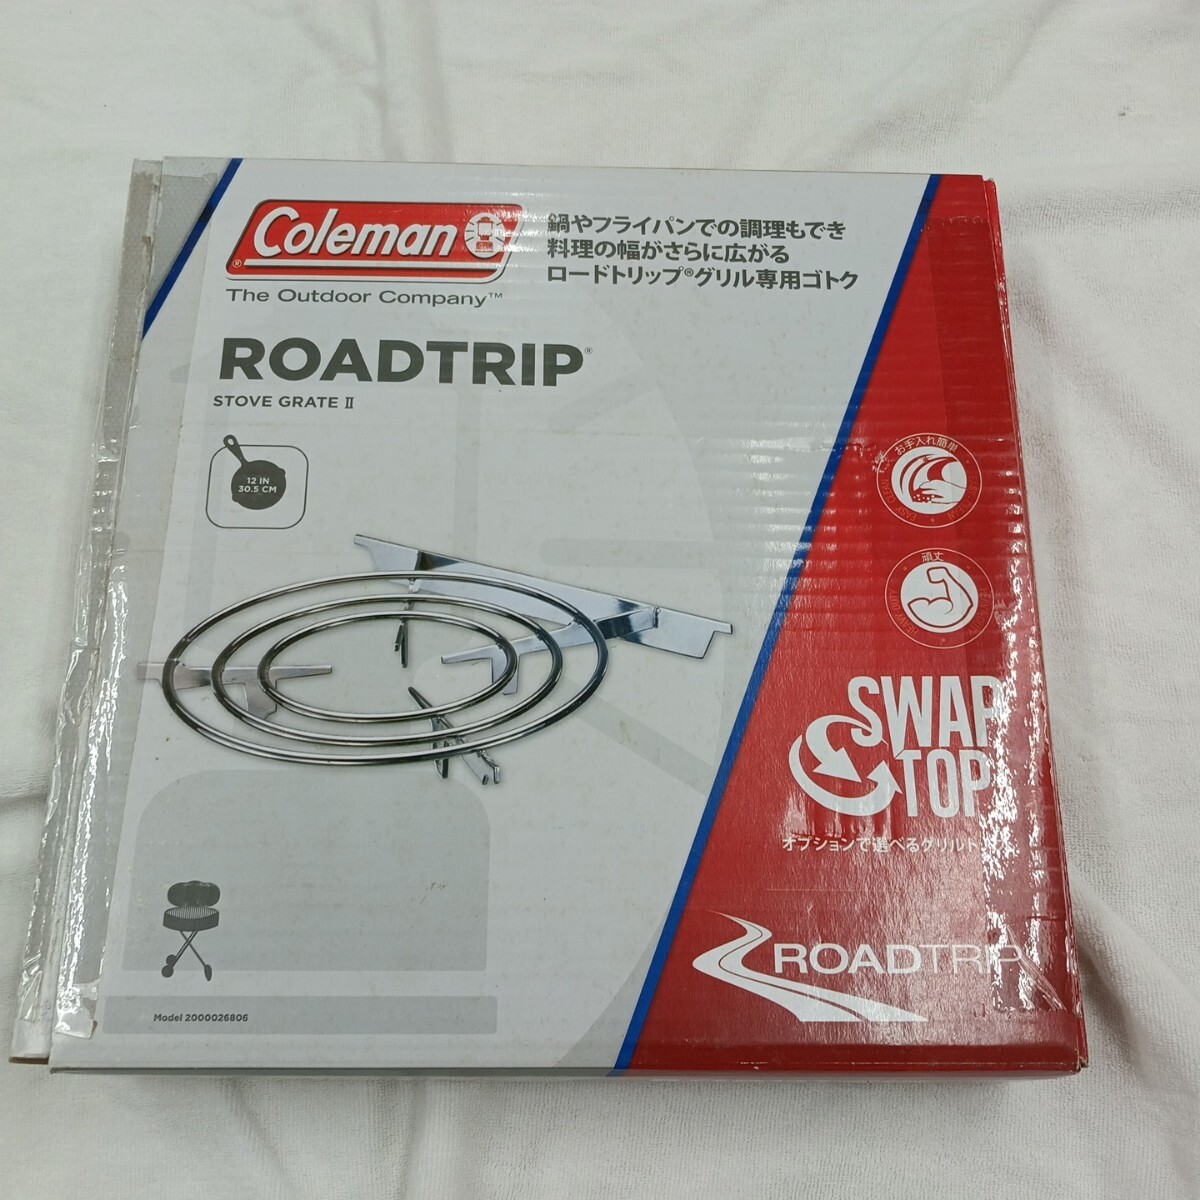 Coleman
®
The Outdoor Company™
鍋やフライパンでの調理もでき
料理の幅がさらに広がる
ロードトリップ®グリル専用ゴトク
ROADTRIP®
STOVE GRATE Ⅱ
12 IN
30.5 CM
お手入れ簡単
頑丈
SWAP
TOP
オプションで選べるグリルト
ROADTRIP
Model 2000026806